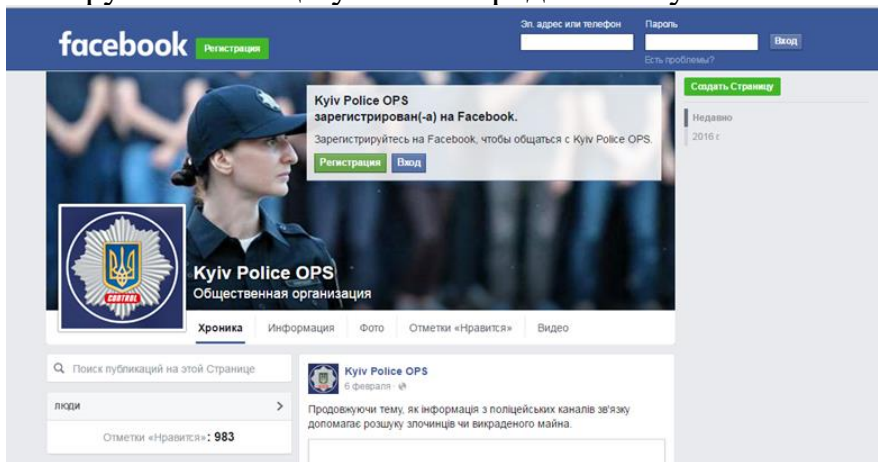 facebook
Регистрация
Эл. адрес или телефон
Пароль
Вход
Есть проблемы?
Kyiv Police OPS
зарегистрирован(-а) на Facebook.
Зарегистрируйтесь на Facebook, чтобы общаться с Kyiv Police OPS.
Регистрация Вход
Создать Страницу
Недавно
2016 г.
CONTROL
Kyiv Police OPS
Общественная организация
Хроника Информация Фото Отметки «Нравится» Видео
Поиск публикаций на этой Странице
ЛЮДИ
Отметки «Нравится»: 983
Kyiv Police OPS
6 февраля ·
Продовжуючи тему, як інформація з поліцейських каналів зв'язку
допомагає розшуку злочинців чи викраденого майна.